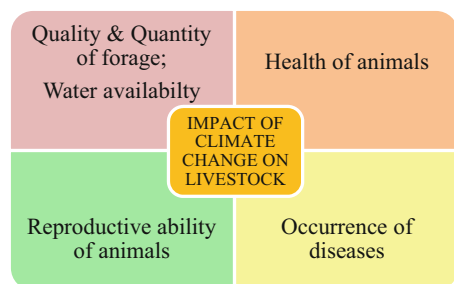 Quality & Quantity
of forage;
Water availabilty
Health of animals
IMPACT OF
CLIMATE
CHANGE ON
LIVESTOCK
Reproductive ability
of animals
Occurrence of
diseases